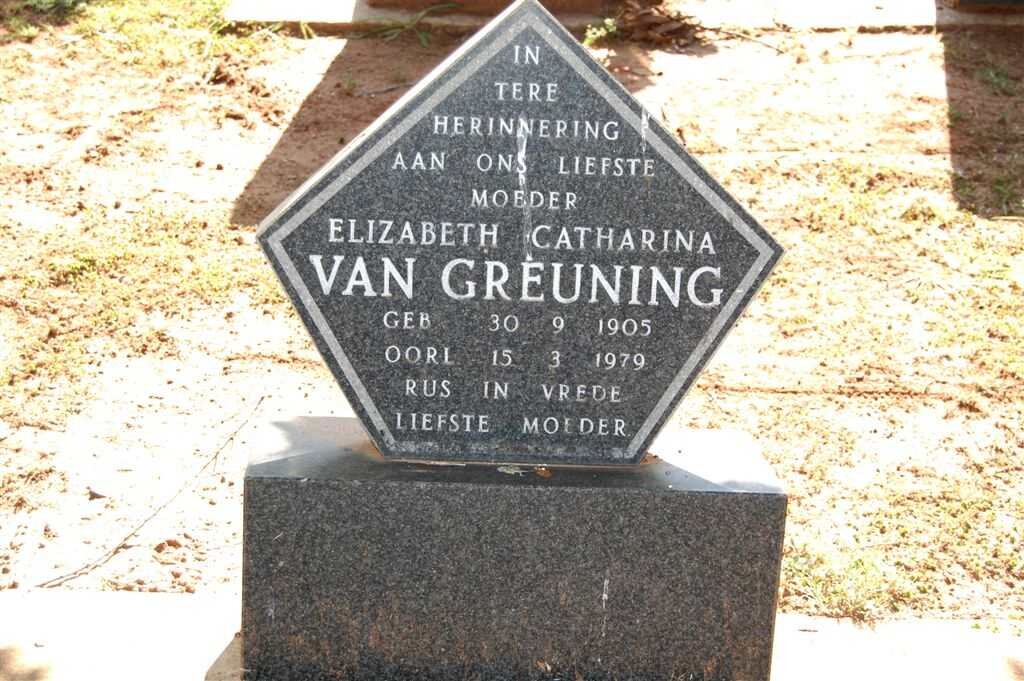 IN
TERE
HERINNERING
AAN ONS LIEFSTE
MOEDER
ELIZABETH CATHARINA
VAN GREUNING
GEB 30 9 1905
OORL 15 3 1979
RUS IN VREDE
LIEFSTE MOEDER